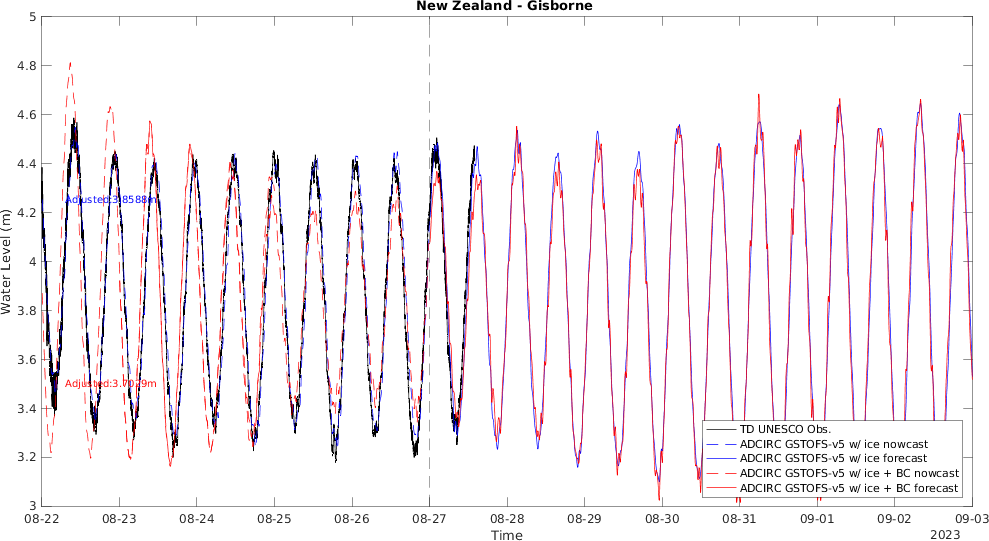 New Zealand - Gisborne
Water Level (m)
5
4.8
4.6
4.4
4.2
4
3.8
3.6
3.4
3.2
3
Adjusted:3.8588m
Adjusted:3.7029m
TD UNESCO Obs.
ADCIRC GSTOFS-v5 w/ ice nowcast
ADCIRC GSTOFS-v5 w/ ice forecast
ADCIRC GSTOFS-v5 w/ ice + BC nowcast
ADCIRC GSTOFS-v5 w/ ice + BC forecast
08-22 08-23 08-24 08-25 08-26 08-27 08-28 08-29 08-30 08-31 09-01 09-02 09-03
Time
2023